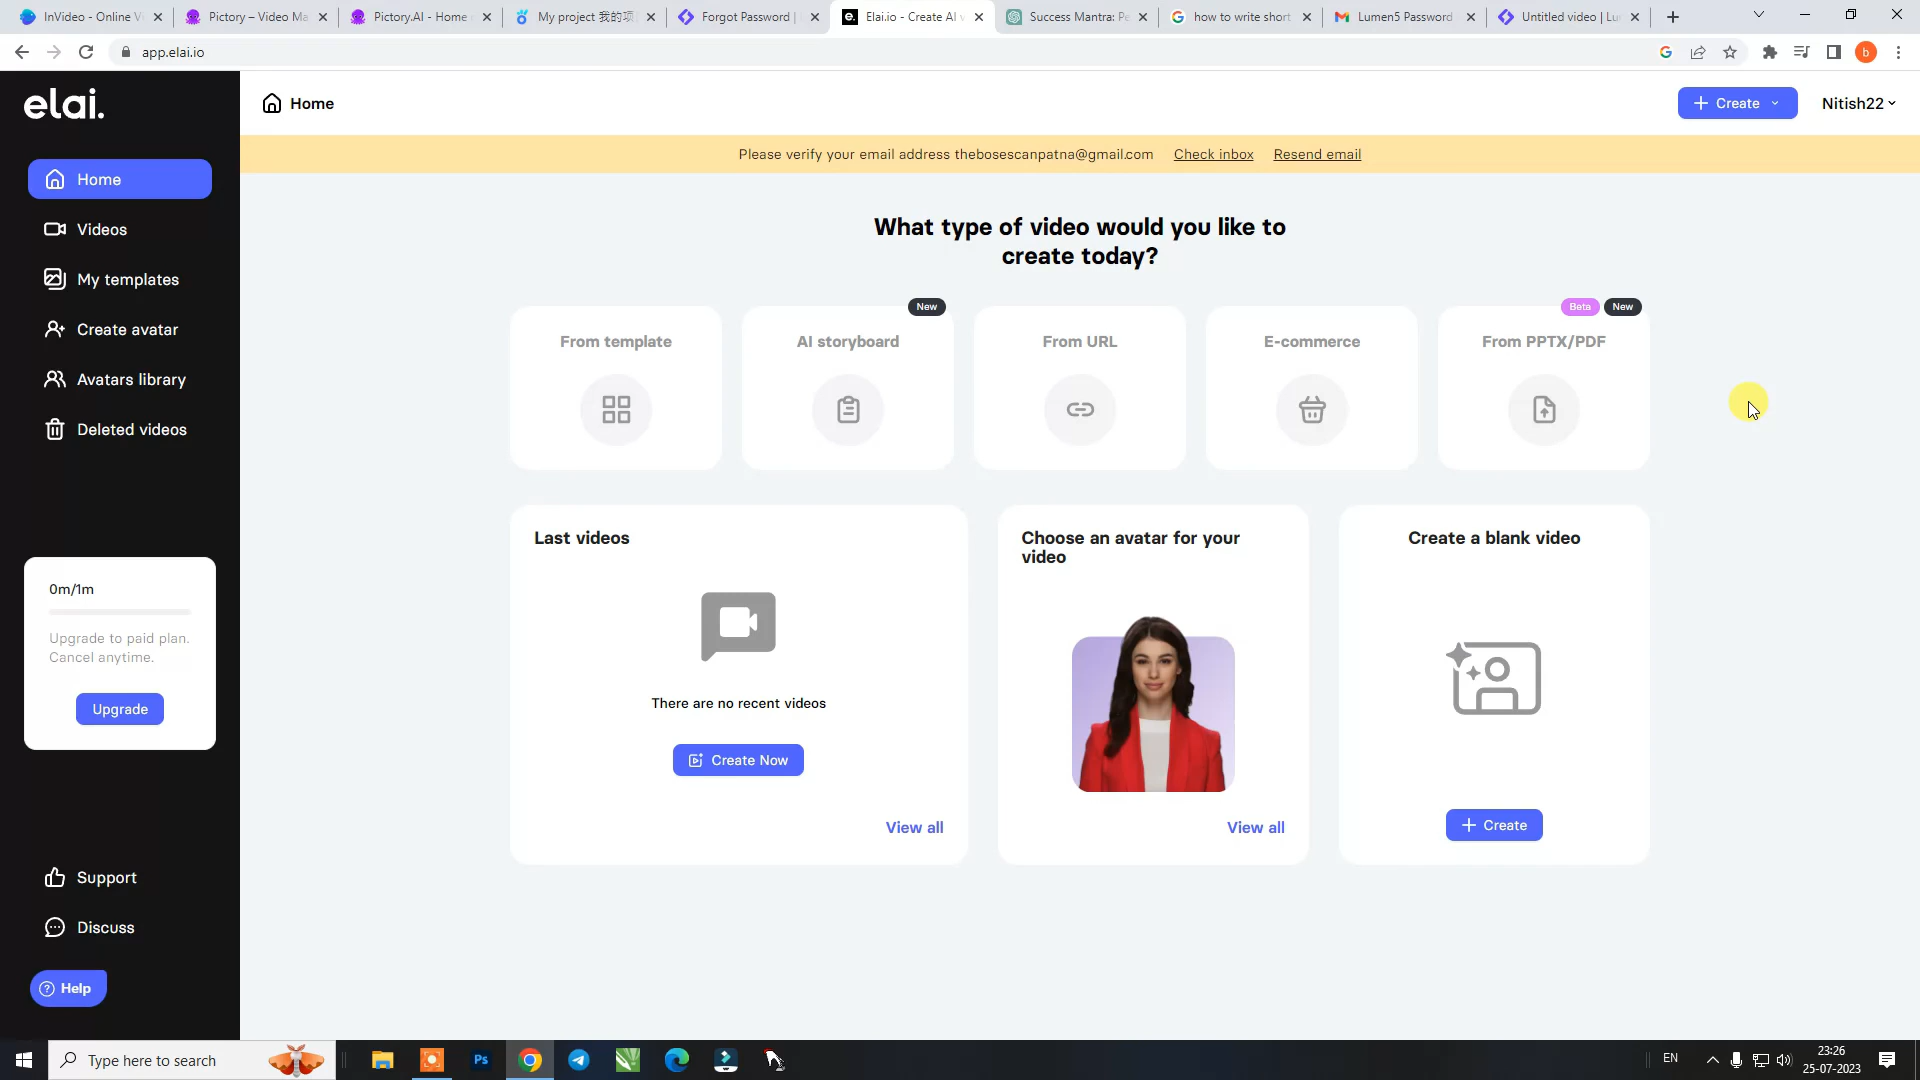 InVideo - Online V
Pictory – Video Ma
Pictory.AI - Home
My project 我的项
Forgot Password |
Elai.io - Create AI v
Success Mantra: Pe
how to write short
Lumen5 Password
Untitled video | Lu
app.elai.io
b
elai.
Home
Create
Nitish22
Please verify your email address thebosescanpatna@gmail.com Check inbox Resend email
Home
Videos
My templates
Create avatar
Avatars library
Deleted videos
0m/1m
Upgrade to paid plan.
Cancel anytime.
Upgrade
Support
Discuss
Help
What type of video would you like to
create today?
From template
New
AI storyboard
From URL
E-commerce
Beta
New
From PPTX/PDF
Last videos
There are no recent videos
Create Now
View all
Choose an avatar for your
video
View all
Create a blank video
Create
Type here to search
Ps
EN
23:26
25-07-2023